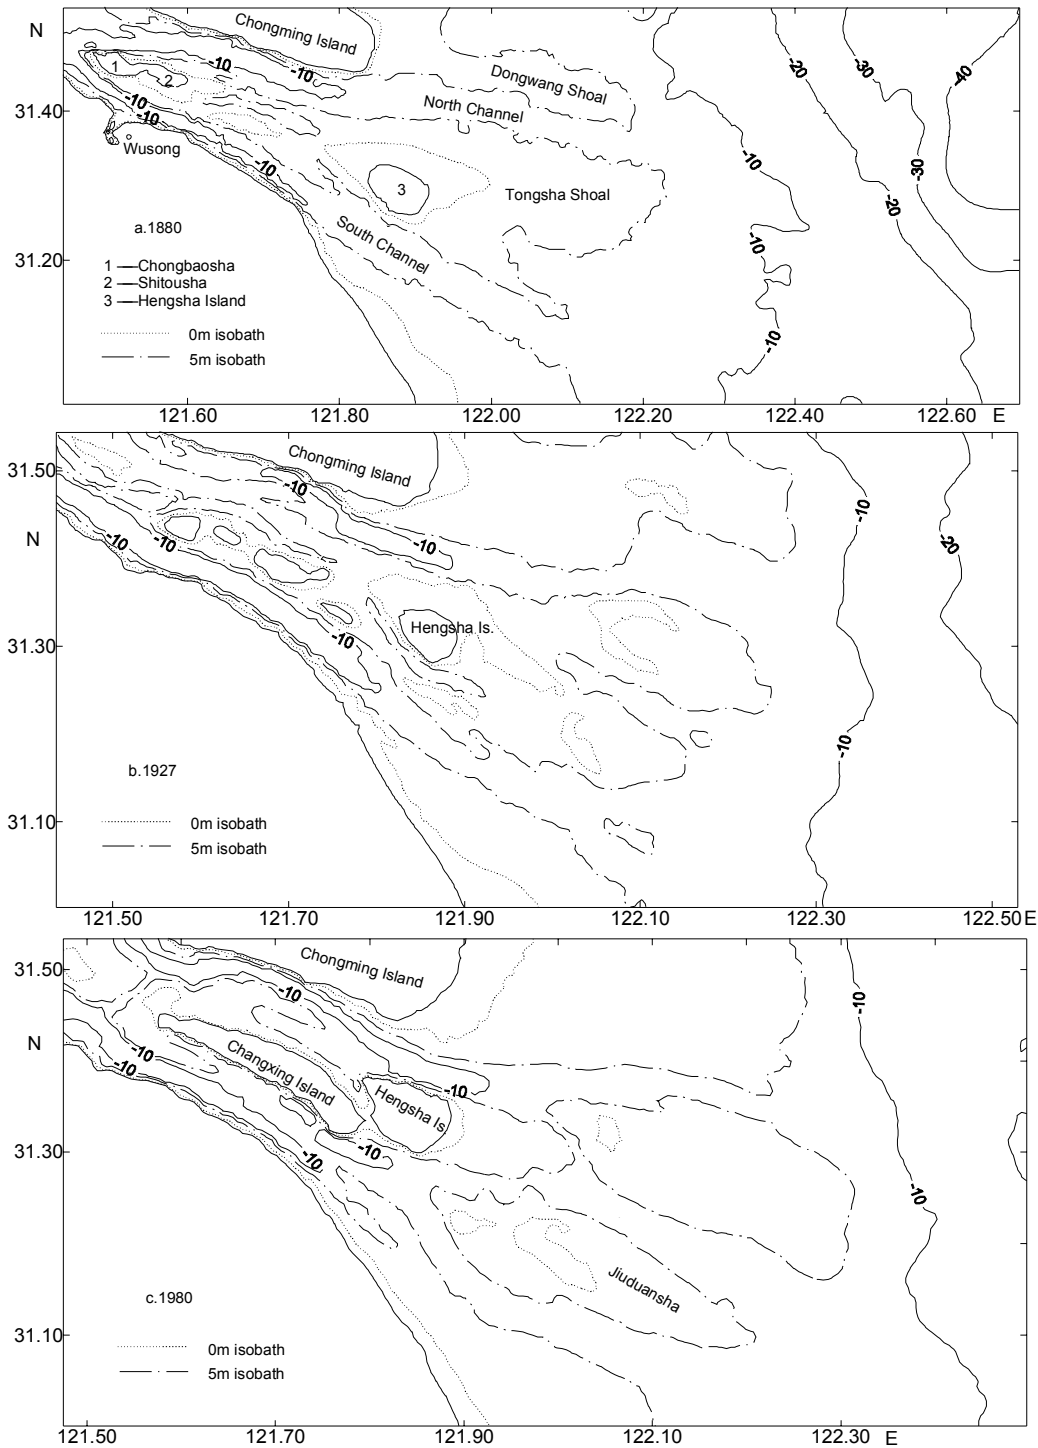 N
Chongming Island
-10
-10
-20
-30
-40
1
2
Dongwang Shoal
31.40
-10
-10
North Channel
Wusong
-10
-10
-30
3
Tongsha Shoal
-20
South Channel
a.1880
-10
31.20
1 Chongbaosha
2 Shitousha
3 Hengsha Island
0m isobath
-10
5m isobath
121.60 121.80 122.00 122.20 122.40 122.60 E
31.50
Chongming Island
-10
-10
N
-10
-10
-10
-20
Hengsha Is.
31.30
-10
-10
b.1927
31.10
0m isobath
5m isobath
121.50 121.70 121.90 122.10 122.30 122.50 E
31.50
Chongming Island
-10
-10
N
-10
-10
Changxing Island
-10
Hengsha Is.
31.30
-10
-10
-10
Jiuduansha
c.1980
31.10
0m isobath
5m isobath
121.50 121.70 121.90 122.10 122.30 E